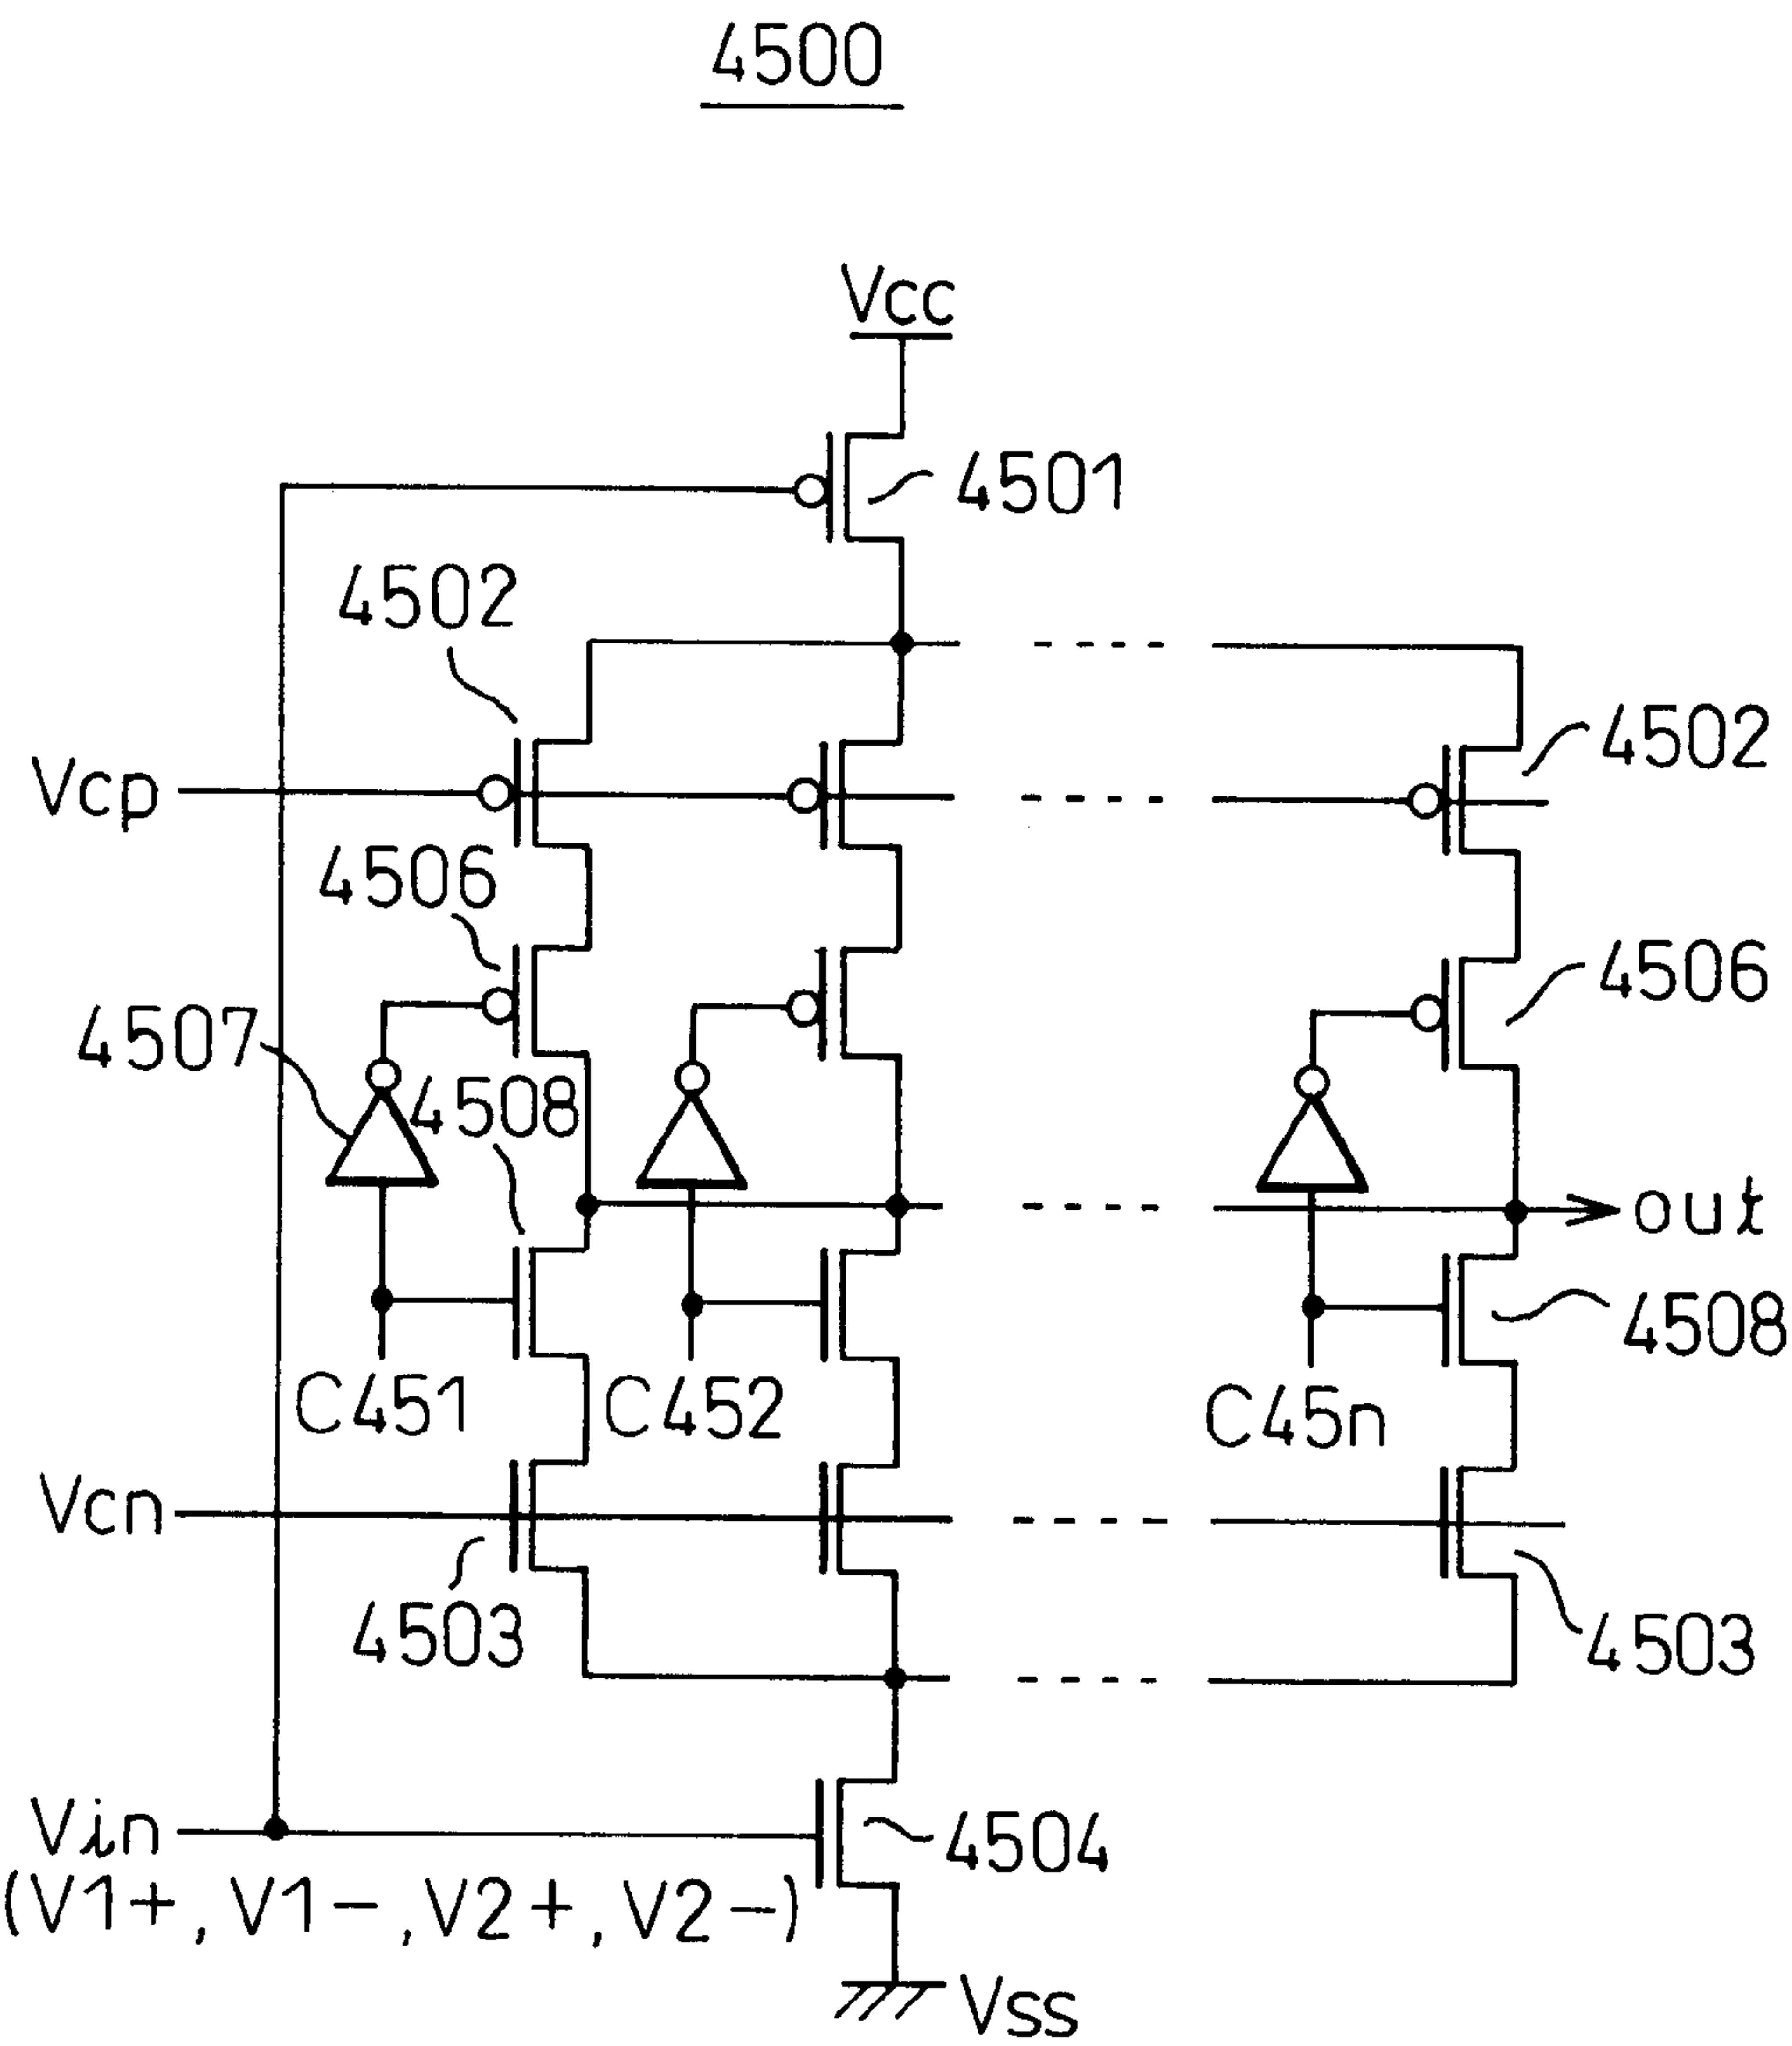 4500
Vcc
4501
4502
4502
Vcp
4506
4506
4507
4508
out
4508
C451
C452
C45n
Vcn
4503
4503
Vin
4504
(V1+, V1-, V2+, V2-)
Vss